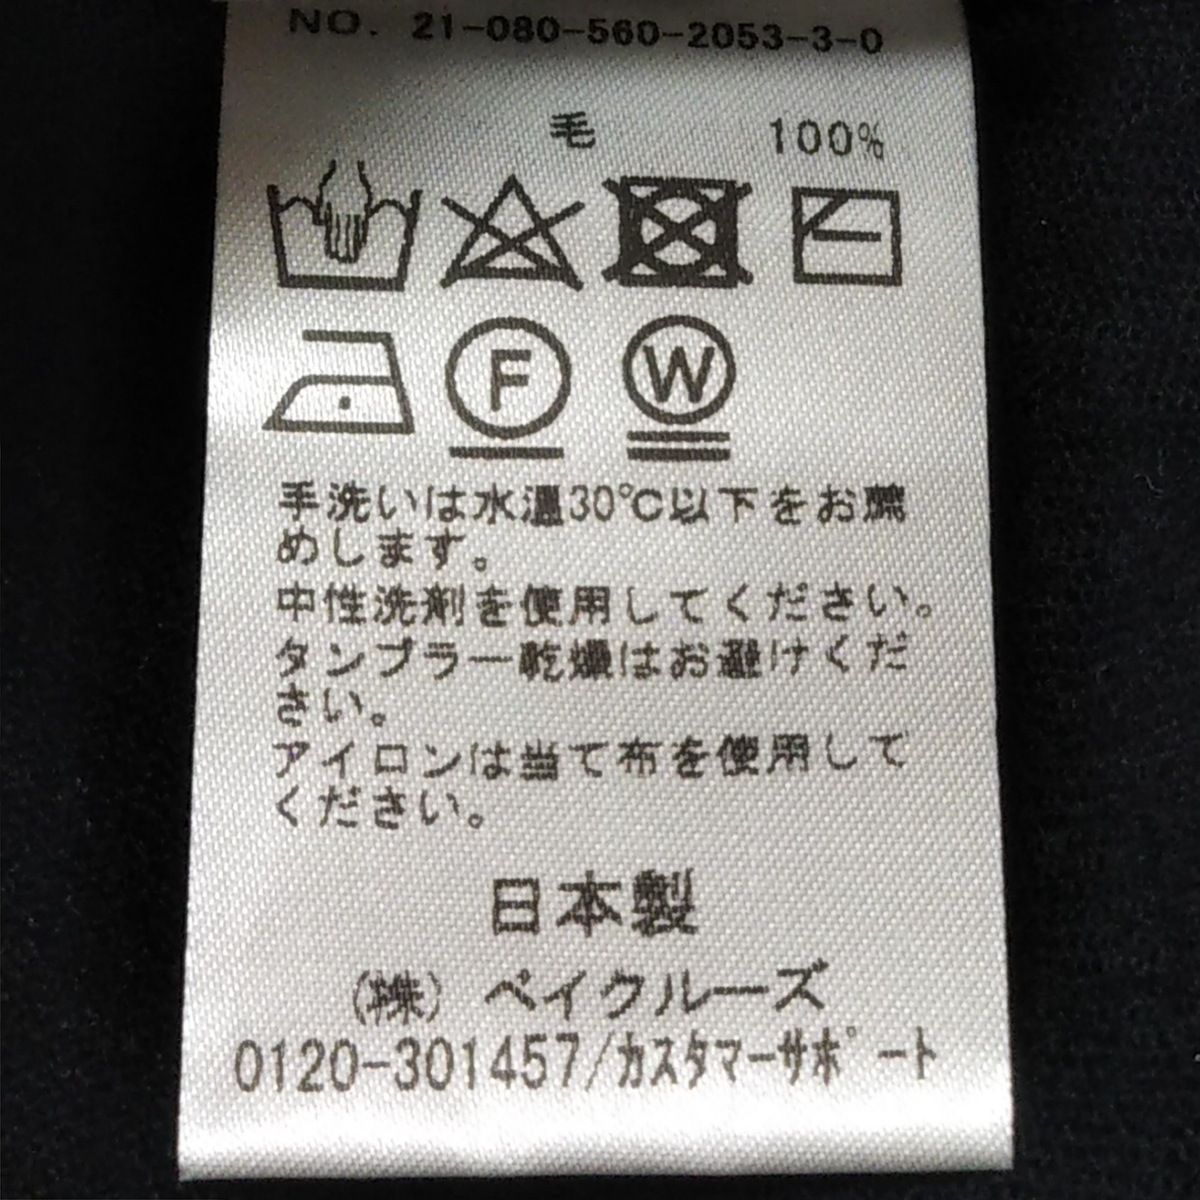 NO. 21-080-560-2053-3-0
毛 100%
F W
手洗いは水温30℃以下をお薦
めします。
中性洗剤を使用してください。
タンブラー乾燥はお避けくだ
さい。
アイロンは当て布を使用して
ください。
日本製
(株) ベイクルーズ
0120-301457/カスタマーサポート